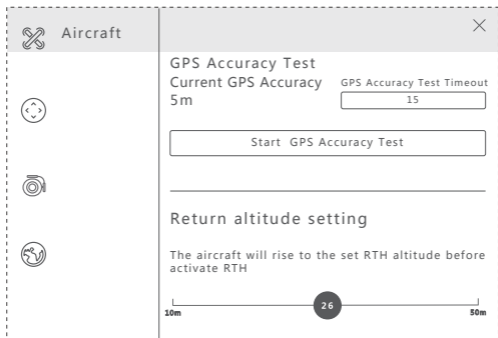 Aircraft
GPS Accuracy Test
Current GPS Accuracy
5m
GPS Accuracy Test Timeout
15
Start GPS Accuracy Test
Return altitude setting
The aircraft will rise to the set RTH altitude before
activate RTH
26
10m
50m